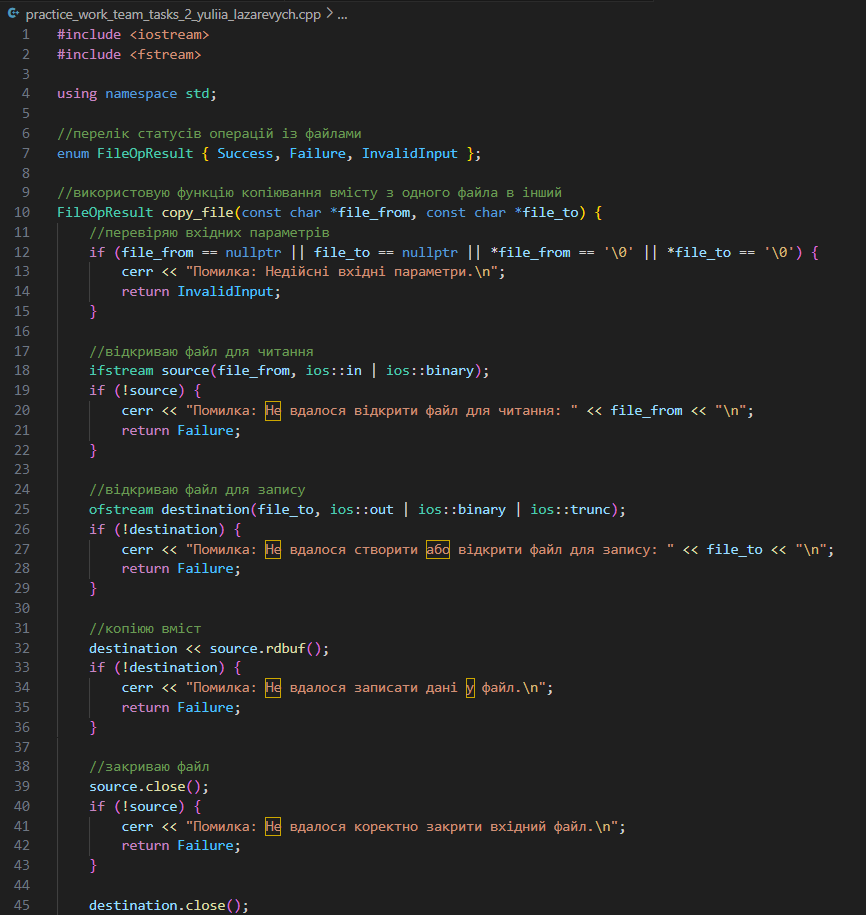 practice_work_team_tasks_2_yuliia_lazarevych.cpp > ...
1 #include <iostream>
2 #include <fstream>
3
4 using namespace std;
5
6 //перелік статусів операцій із файлами
7 enum FileOpResult { Success, Failure, InvalidInput };
8
9 //використовую функцію копіювання вмісту з одного файла в інший
10 FileOpResult copy_file(const char *file_from, const char *file_to) {
11     //перевіряю вхідних параметрів
12     if (file_from == nullptr || file_to == nullptr || *file_from == '\0' || *file_to == '\0') {
13         cerr << "Помилка: Недійсні вхідні параметри.\n";
14         return InvalidInput;
15     }
16
17     //відкриваю файл для читання
18     ifstream source(file_from, ios::in | ios::binary);
19     if (!source) {
20         cerr << "Помилка: Не вдалося відкрити файл для читання: " << file_from << "\n";
21         return Failure;
22     }
23
24     //відкриваю файл для запису
25     ofstream destination(file_to, ios::out | ios::binary | ios::trunc);
26     if (!destination) {
27         cerr << "Помилка: Не вдалося створити або відкрити файл для запису: " << file_to << "\n";
28         return Failure;
29     }
30
31     //копіюю вміст
32     destination << source.rdbuf();
33     if (!destination) {
34         cerr << "Помилка: Не вдалося записати дані у файл.\n";
35         return Failure;
36     }
37
38     //закриваю файл
39     source.close();
40     if (!source) {
41         cerr << "Помилка: Не вдалося коректно закрити вхідний файл.\n";
42         return Failure;
43     }
44
45     destination.close();